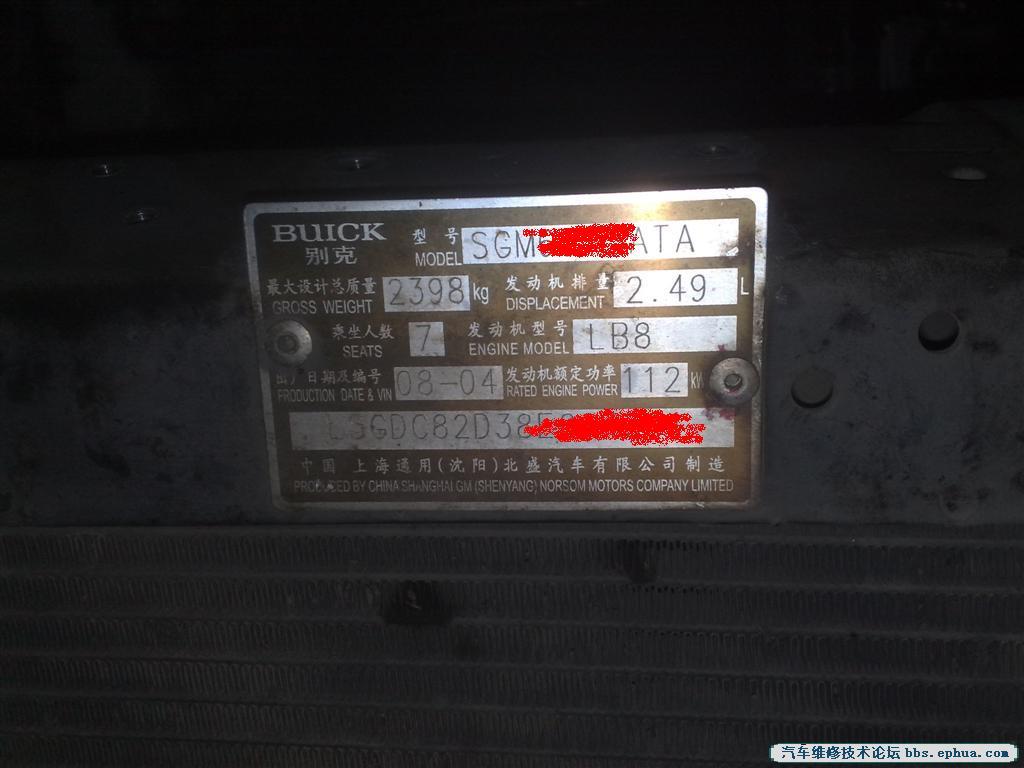 BUICK 型号 SGM ATA
别克 MODEL
最大设计总质量 2398 kg 发动机排量 2.49 L
GROSS WEIGHT DISPLACEMENT
乘坐人数 7 发动机型号 LB8
SEATS ENGINE MODEL
出厂日期及编号 08-04 发动机额定功率 112 kW
PRODUCTION DATE & VIN RATED ENGINE POWER
LSGDC82D38E
中国 上海通用(沈阳)北盛汽车有限公司制造
PRODUCED BY CHINA SHANGHAI GM (SHENYANG) NORSOM MOTORS COMPANY LIMITED
汽车维修技术论坛 bbs.ephua.com